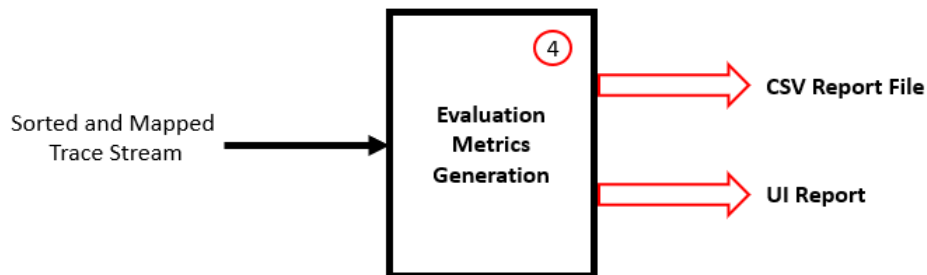 Sorted and Mapped
Trace Stream
4
Evaluation
Metrics
Generation
CSV Report File
UI Report